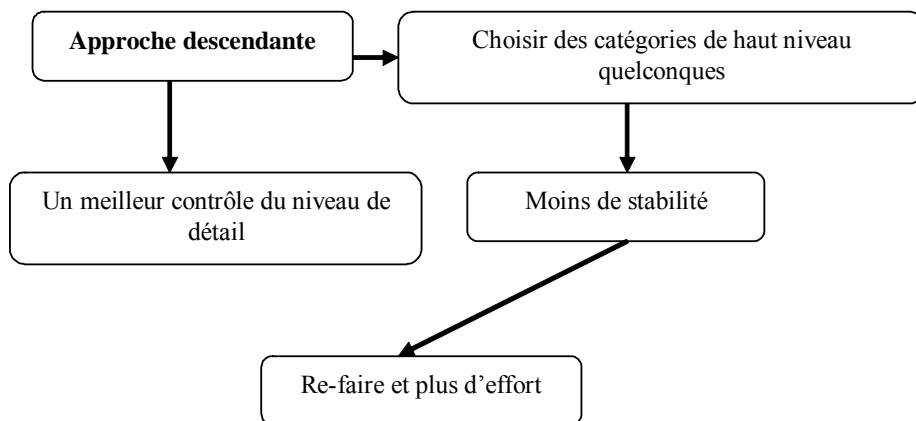 Approche descendante
Choisir des catégories de haut niveau
quelconques
Un meilleur contrôle du niveau de
détail
Moins de stabilité
Re-faire et plus d’effort